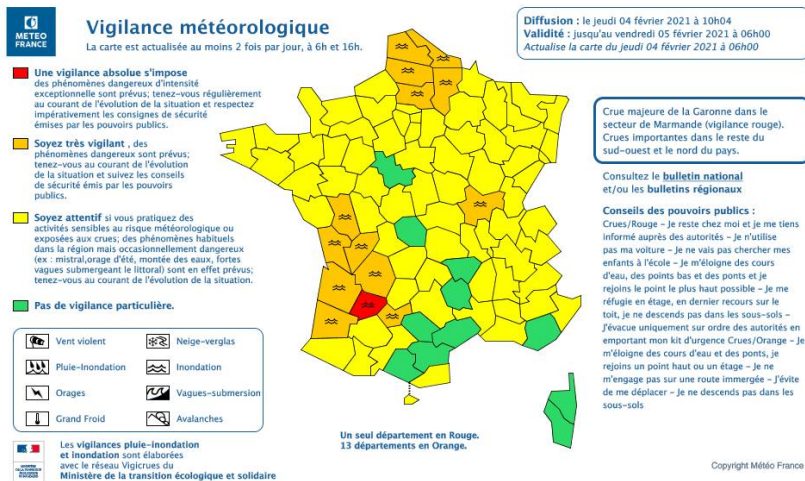 METEO
FRANCE
Vigilance météorologique
La carte est actualisée au moins 2 fois par jour, à 6h et 16h.
Diffusion : le jeudi 04 février 2021 à 10h04
Validité : jusqu'au vendredi 05 février 2021 à 06h00
Actualise la carte du jeudi 04 février 2021 à 06h00
Une vigilance absolue s'impose
des phénomènes dangereux d'intensité
exceptionnelle sont prévus; tenez-vous régulièrement
au courant de l'évolution de la situation et respectez
impérativement les consignes de sécurité
émises par les pouvoirs publics.
Soyez très vigilant , des
phénomènes dangereux sont prévus;
tenez-vous au courant de l'évolution
de la situation et suivez les conseils
de sécurité émis par les pouvoirs
publics.
Soyez attentif si vous pratiquez des
activités sensibles au risque météorologique ou
exposées aux crues; des phénomènes habituels
dans la région mais occasionnellement dangereux
(ex : mistral,orage d'été, montée des eaux, fortes
vagues submergeant le littoral) sont en effet prévus;
tenez-vous au courant de l'évolution de la situation.
Pas de vigilance particulière.
Vent violent
Neige-verglas
Pluie-Inondation
Inondation
Orages
Vagues-submersion
Grand Froid
Avalanches
Les vigilances pluie-inondation
et inondation sont élaborées
avec le réseau Vigicrues du
Ministère de la transition écologique et solidaire
Un seul département en Rouge.
13 départements en Orange.
Crue majeure de la Garonne dans le
secteur de Marmande (vigilance rouge).
Crues importantes dans le reste du
sud-ouest et le nord du pays.
Consultez le bulletin national
et/ou les bulletins régionaux
Conseils des pouvoirs publics :
Crues/Rouge - Je reste chez moi et je me tiens
informé auprès des autorités - Je n'utilise
pas ma voiture - Je ne vais pas chercher mes
enfants à l'école - Je m'éloigne des cours
d'eau, des points bas et des ponts et je
rejoins le point le plus haut possible - Je me
réfugie en étage, en dernier recours sur le
toit, je ne descends pas dans les sous-sols -
J'évacue uniquement sur ordre des autorités en
emportant mon kit d'urgence Crues/Orange - Je
m'éloigne des cours d'eau et des ponts, je
rejoins un point haut ou un étage - Je ne
m'engage pas sur une route immergée - J'évite
de me déplacer - Je ne descends pas dans les
sous-sols
Copyright Météo France